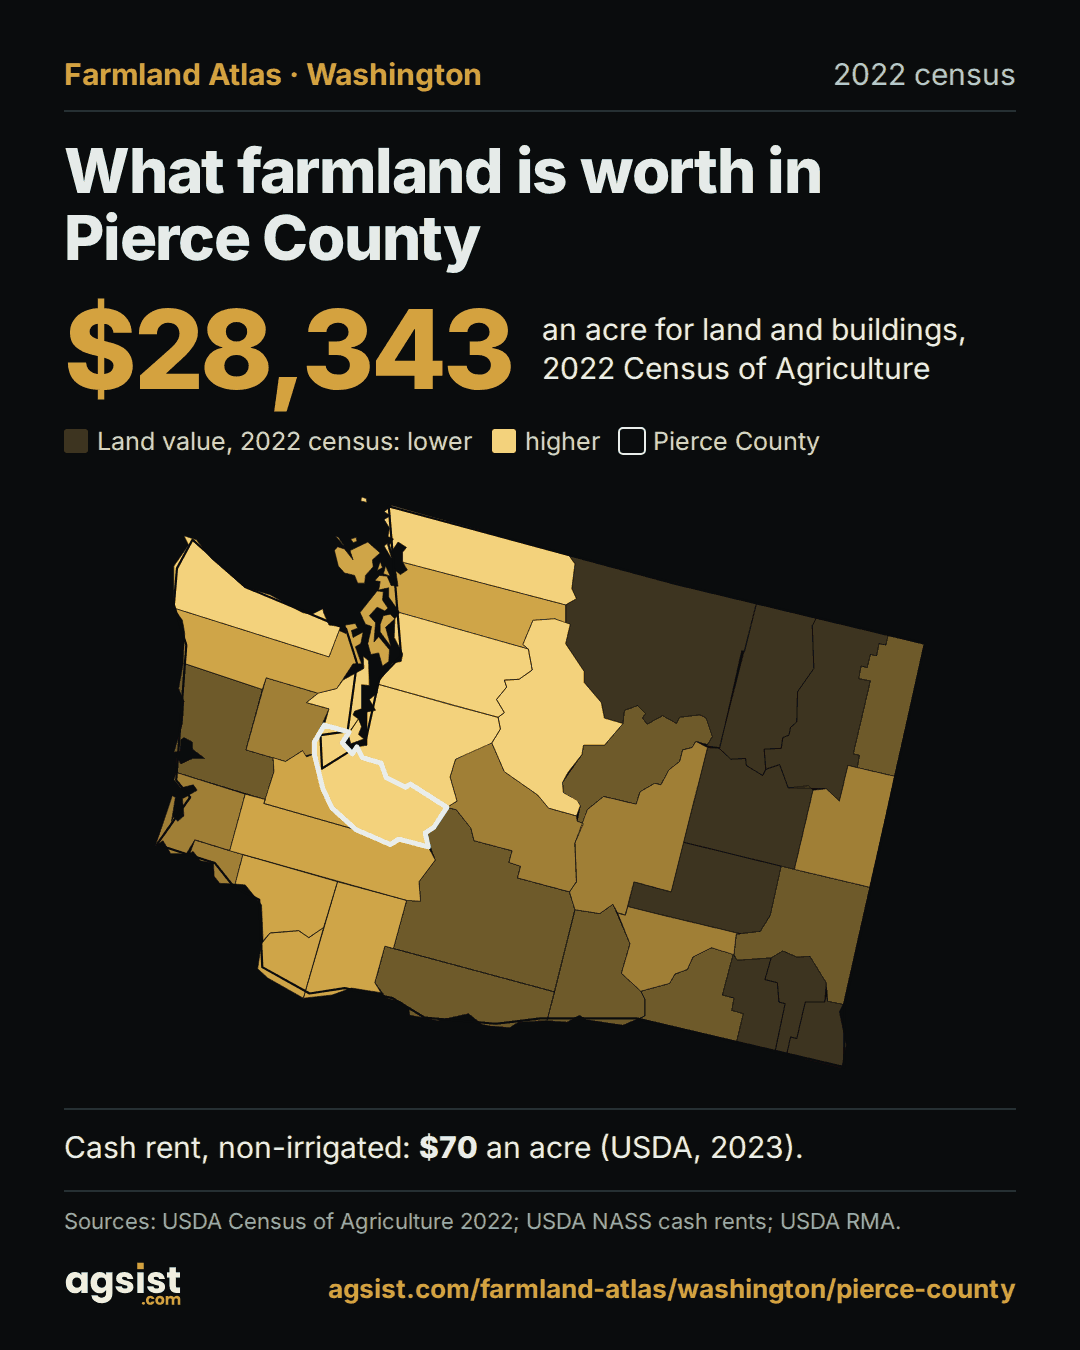 Farmland Atlas · Washington
2022 census
What farmland is worth in
Pierce County
$28,343
an acre for land and buildings,
2022 Census of Agriculture
Land value, 2022 census: lower
higher
Pierce County
Cash rent, non-irrigated: $70 an acre (USDA, 2023).
Sources: USDA Census of Agriculture 2022; USDA NASS cash rents; USDA RMA.
agsist
.com
agsist.com/farmland-atlas/washington/pierce-county